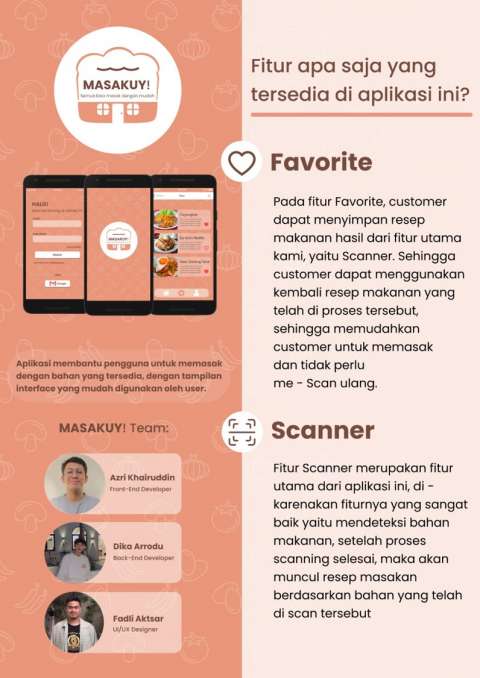 MASAKUY!
Semua bisa masak dengan mudah
Fitur apa saja yang
tersedia di aplikasi ini?
Favorite
Pada fitur Favorite, customer
dapat menyimpan resep
makanan hasil dari fitur utama
kami, yaitu Scanner. Sehingga
customer dapat menggunakan
kembali resep makanan yang
telah di proses tersebut,
sehingga memudahkan
customer untuk memasak
dan tidak perlu
me - Scan ulang.
MASAKUY!
Aplikasi membantu pengguna untuk memasak
dengan bahan yang tersedia, dengan tampilan
interface yang mudah digunakan oleh user.
MASAKUY! Team:
Azri Khairuddin
Front-End Developer
Dika Arrodu
Back-End Developer
Fadli Aktsar
UI/UX Designer
Scanner
Fitur Scanner merupakan fitur
utama dari aplikasi ini, di -
karenakan fiturnya yang sangat
baik yaitu mendeteksi bahan
makanan, setelah proses
scanning selesai, maka akan
muncul resep masakan
berdasarkan bahan yang telah
di scan tersebut